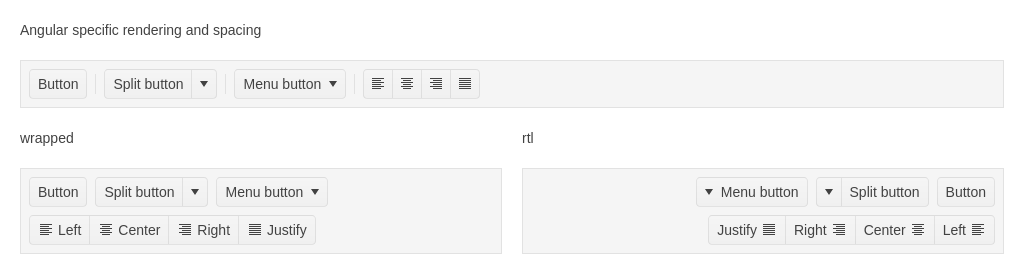 Angular specific rendering and spacing
Button Split button Menu button
wrapped
Button Split button Menu button
Left Center Right Justify
rtl
Menu button Split button Button
Justify Right Center Left